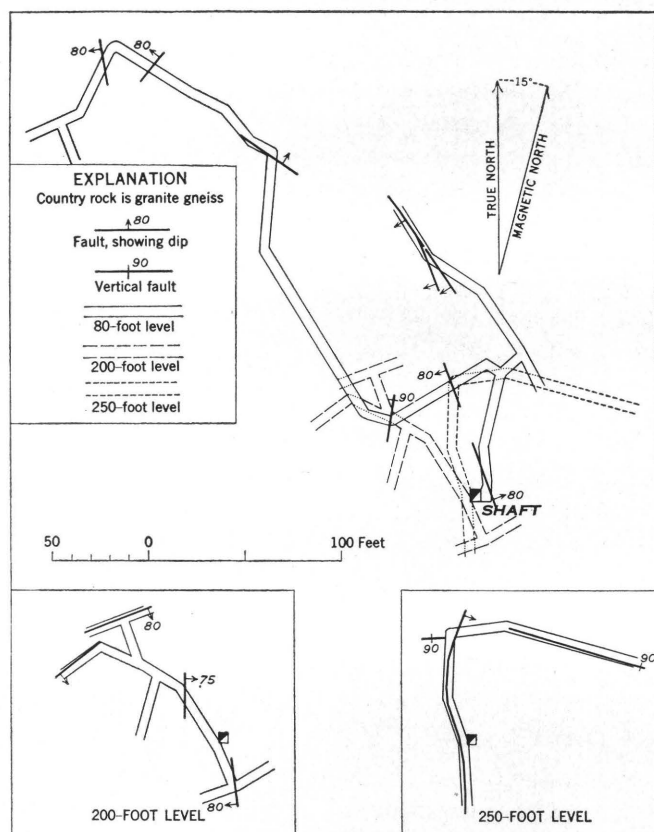 80
80
15°
TRUE NORTH
MAGNETIC NORTH
EXPLANATION
Country rock is granite gneiss
80
Fault, showing dip
90
Vertical fault
80-foot level
200-foot level
250-foot level
80
90
80
SHAFT
50 0 100 Feet
80
75
80
200-FOOT LEVEL
90
90
250-FOOT LEVEL